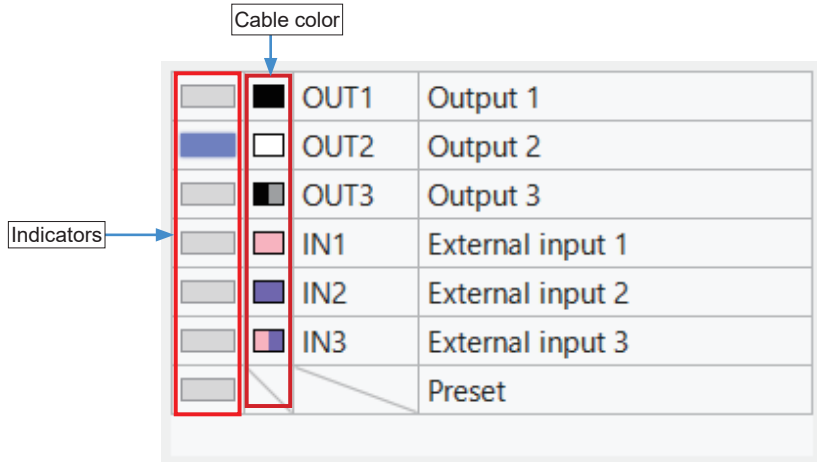 Cable color
OUT1 Output 1
OUT2 Output 2
OUT3 Output 3
Indicators
IN1 External input 1
IN2 External input 2
IN3 External input 3
Preset